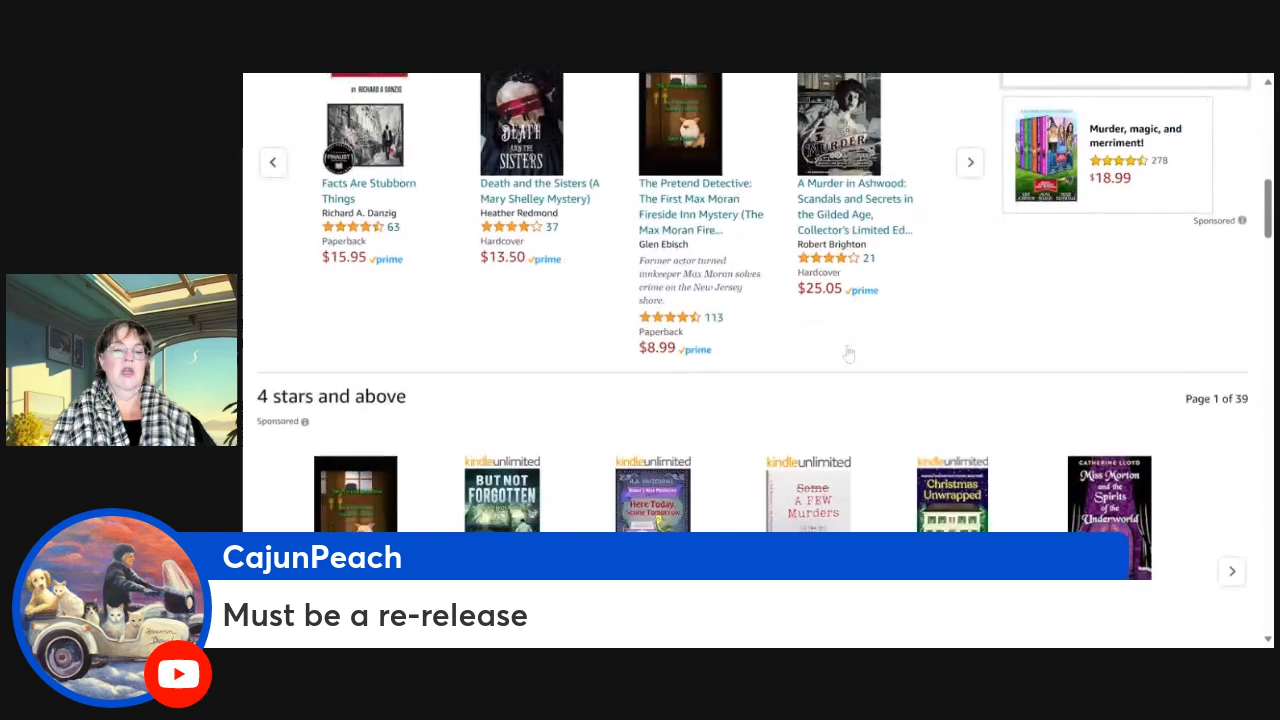 BY RICHARD A DANZIG
FINALIST
DEATH
AND THE
SISTERS
MURDER
Facts Are Stubborn
Things
Richard A. Danzig
63
Paperback
$15.95 prime
Death and the Sisters (A
Mary Shelley Mystery)
Heather Redmond
37
Hardcover
$13.50 prime
The Pretend Detective:
The First Max Moran
Fireside Inn Mystery (The
Max Moran Fire...
Glen Ebisch
Former actor turned
innkeeper Max Moran solves
crime on the New Jersey
shore.
113
Paperback
$8.99 prime
A Murder in Ashwood:
Scandals and Secrets in
the Gilded Age,
Collector's Limited Ed...
Robert Brighton
21
Hardcover
$25.05 prime
Murder, magic, and
merriment!
278
$18.99
Sponsored
4 stars and above
Page 1 of 39
Sponsored
kindleunlimited
BUT NOT
FORGOTTEN
kindleunlimited
Here Today,
Gone Tomorrow
kindleunlimited
Some
A FEW
Murders
kindleunlimited
Christmas
Unwrapped
CATHERINE LLOYD
Miss Morton
and the
Spirits
of the
Underworld
CajunPeach
Must be a re-release